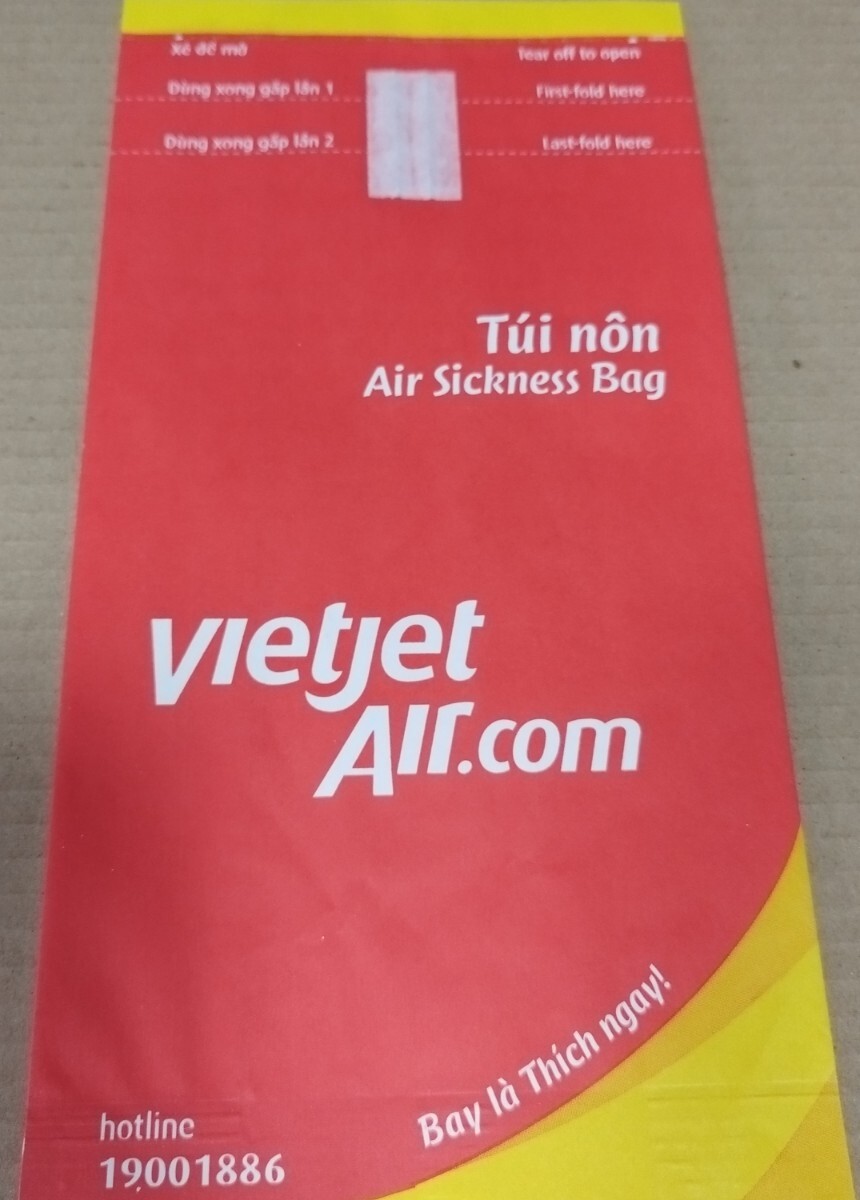 Xé để mở
Tear off to open
Dùng xong gấp lần 1
First-fold here
Dùng xong gấp lần 2
Last-fold here
Túi nôn
Air Sickness Bag
vietjet
Air.com
Bay là Thích ngay!
hotline
19001886